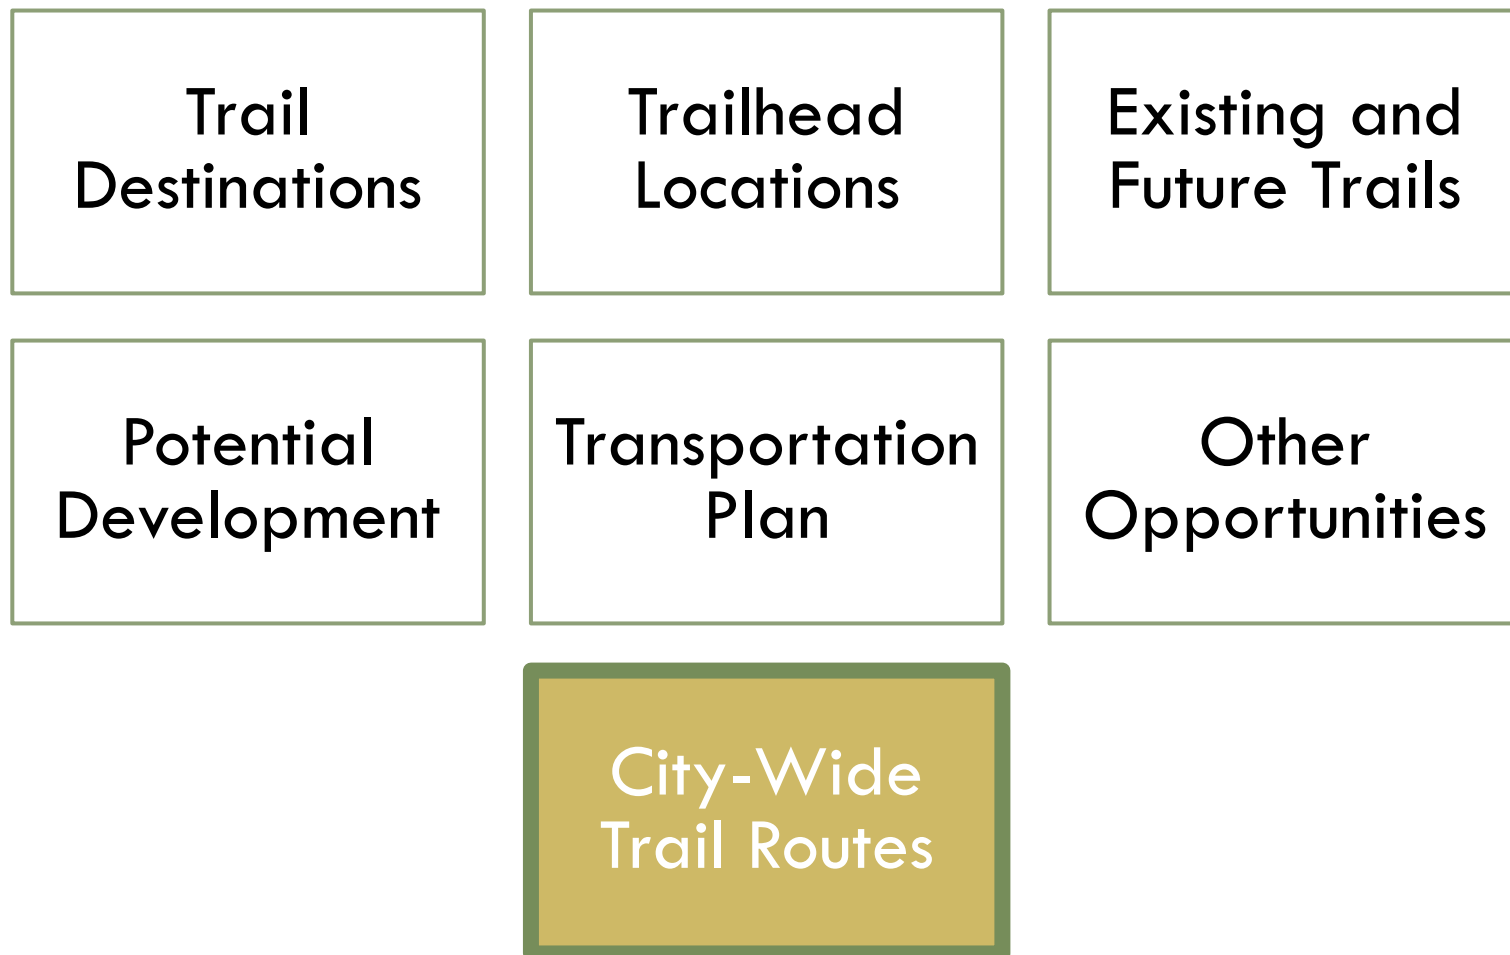 Trail
Destinations
Trailhead
Locations
Existing and
Future Trails
Potential
Development
Transportation
Plan
Other
Opportunities
City-Wide
Trail Routes